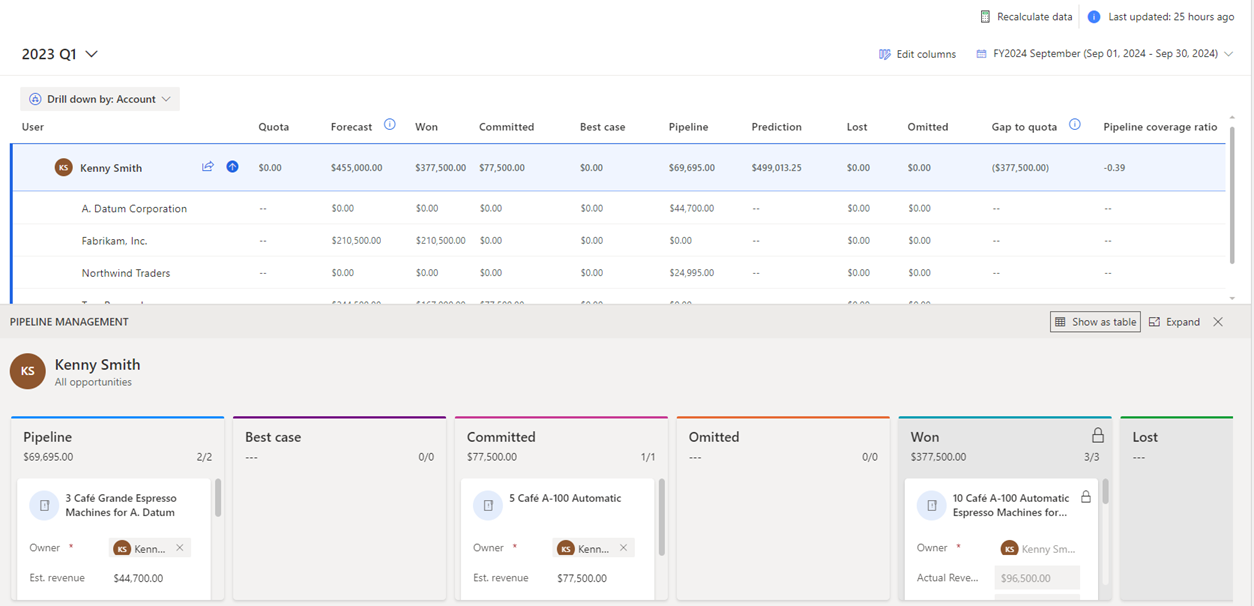 Recalculate data Last updated: 25 hours ago
2023 Q1 Edit columns FY2024 September (Sep 01, 2024 - Sep 30, 2024)
Drill down by: Account
User Quota Forecast Won Committed Best case Pipeline Prediction Lost Omitted Gap to quota Pipeline coverage ratio
KS Kenny Smith $0.00 $455,000.00 $377,500.00 $77,500.00 $0.00 $69,695.00 $499,013.25 $0.00 $0.00 ($377,500.00) -0.39
A. Datum Corporation -- $0.00 $0.00 $0.00 $0.00 $44,700.00 -- $0.00 $0.00 -- --
Fabrikam, Inc. -- $210,500.00 $210,500.00 $0.00 $0.00 $0.00 -- $0.00 $0.00 -- --
Northwind Traders -- $0.00 $0.00 $0.00 $0.00 $24,995.00 -- $0.00 $0.00 -- --
PIPELINE MANAGEMENT Show as table Expand
KS Kenny Smith
All opportunities
Pipeline Best case Committed Omitted Won Lost
$69,695.00 2/2 --- 0/0 $77,500.00 1/1 --- 0/0 $377,500.00 3/3 ---
3 Café Grande Espresso 5 Café A-100 Automatic 10 Café A-100 Automatic
Machines for A. Datum Espresso Machines for...
Owner * KS Kenn... Owner * KS Kenn... Owner * KS Kenny Sm...
Est. revenue $44,700.00 Est. revenue $77,500.00 Actual Reve... $96,500.00